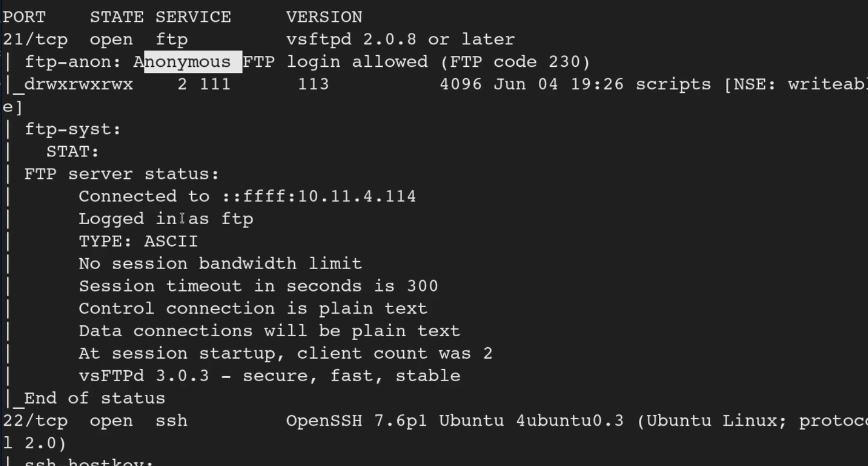 PORT    STATE SERVICE     VERSION
21/tcp  open  ftp         vsftpd 2.0.8 or later
| ftp-anon: Anonymous FTP login allowed (FTP code 230)
|_drwxrwxrwx    2 111      113          4096 Jun 04 19:26 scripts [NSE: writeabl
e]
| ftp-syst:
|   STAT:
| FTP server status:
|      Connected to ::ffff:10.11.4.114
|      Logged in as ftp
|      TYPE: ASCII
|      No session bandwidth limit
|      Session timeout in seconds is 300
|      Control connection is plain text
|      Data connections will be plain text
|      At session startup, client count was 2
|      vsFTPd 3.0.3 - secure, fast, stable
|_End of status
22/tcp  open  ssh         OpenSSH 7.6p1 Ubuntu 4ubuntu0.3 (Ubuntu Linux; protoco
l 2.0)
| ssh-hostkey: